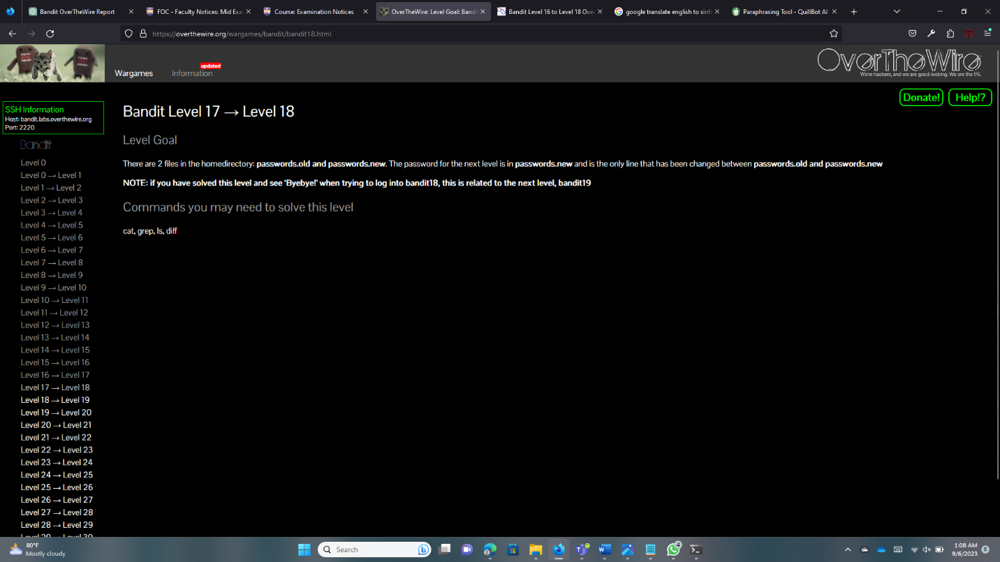 Bandit OverTheWire Report
FOC - Faculty Notices: Mid Exa
Course: Examination Notices
OverTheWire: Level Goal: Bandi
Bandit Level 16 to Level 18 Over
google translate english to sinh
Paraphrasing Tool - QuillBot AI
https://overthewire.org/wargames/bandit/bandit18.html
Wargames
Information
updated
OverTheWire
We're hackers, and we are good-looking. We are the 1%.
Donate!
Help!?
SSH Information
Host: bandit.labs.overthewire.org
Port: 2220
Bandit
Level 0
Level 0 → Level 1
Level 1 → Level 2
Level 2 → Level 3
Level 3 → Level 4
Level 4 → Level 5
Level 5 → Level 6
Level 6 → Level 7
Level 7 → Level 8
Level 8 → Level 9
Level 9 → Level 10
Level 10 → Level 11
Level 11 → Level 12
Level 12 → Level 13
Level 13 → Level 14
Level 14 → Level 15
Level 15 → Level 16
Level 16 → Level 17
Level 17 → Level 18
Level 18 → Level 19
Level 19 → Level 20
Level 20 → Level 21
Level 21 → Level 22
Level 22 → Level 23
Level 23 → Level 24
Level 24 → Level 25
Level 25 → Level 26
Level 26 → Level 27
Level 27 → Level 28
Level 28 → Level 29
Level 29 → Level 30
Bandit Level 17 → Level 18
Level Goal
There are 2 files in the homedirectory: passwords.old and passwords.new. The password for the next level is in passwords.new and is the only line that has been changed between passwords.old and passwords.new
NOTE: if you have solved this level and see ‘Byebye!’ when trying to log into bandit18, this is related to the next level, bandit19
Commands you may need to solve this level
cat, grep, ls, diff
80°F
Mostly cloudy
Search
4
1:08 AM
9/6/2023
6